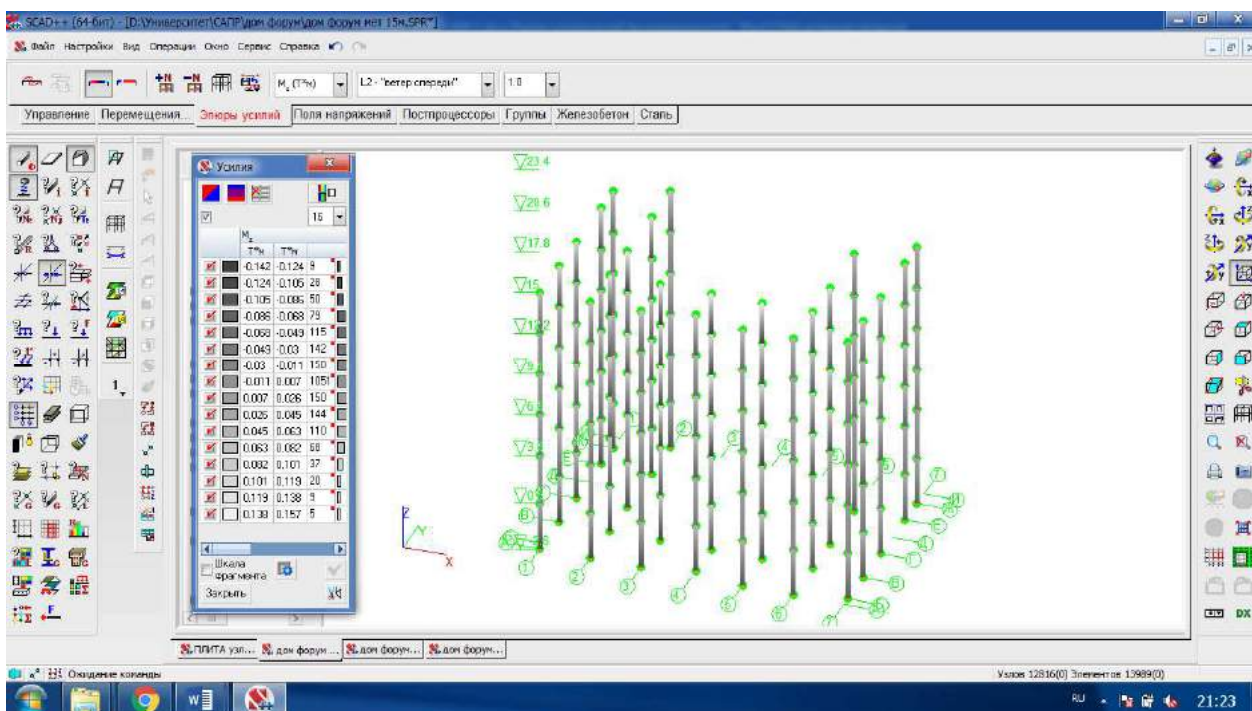 SCAD++ (64-бит) - [D:\Университет\САПР\дом форум\дом форум мет 15м.SPR*]
Файл Настройки Вид Операции Окно Сервис Справка
Mz (Т*м) L2 - "ветер спереди" 1.0
Управление Перемещения... Эпюры усилий Поля напряжений Постпроцессоры Группы Железобетон Сталь
Усилия
16
Mz
Т*м Т*м
-0.142 -0.124 9
-0.124 -0.105 28
-0.105 -0.086 50
-0.086 -0.068 79
-0.068 -0.049 115
-0.049 -0.03 142
-0.03 -0.011 150
-0.011 0.007 1051
0.007 0.026 150
0.026 0.045 144
0.045 0.063 110
0.063 0.082 68
0.082 0.101 37
0.101 0.119 20
0.119 0.138 9
0.138 0.157 5
Шкала
фрагмента
Закрыть
23.4
20.6
17.8
15
Z
X
1
2
3
4
5
6
ПЛИТА узл... дом форум ... дом форум... дом форум...
Ожидание команды
Узлов 12816(0) Элементов 13989(0)
RU 21:23